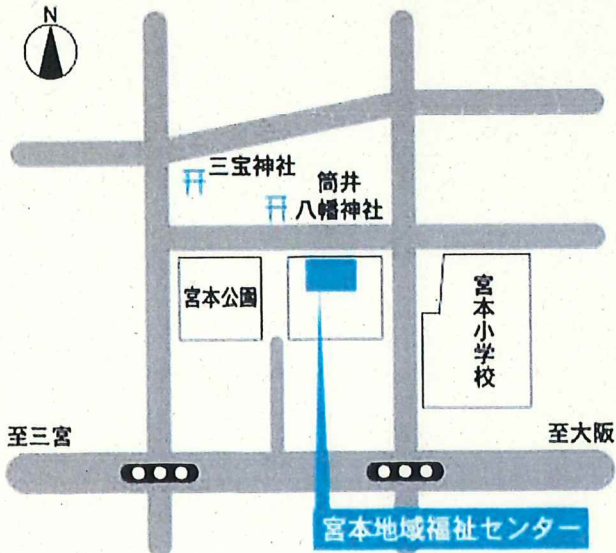 N
三宝神社
筒井
八幡神社
宮本公園
宮本小学校
至三宮
至大阪
宮本地域福祉センター